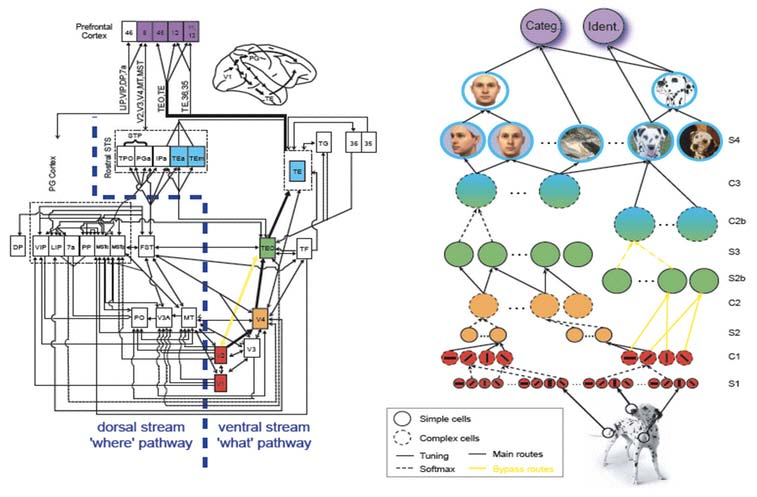 Prefrontal
Cortex
46
8
45
12
11,
13
LIP,VIP,DP,7a
V2,V3,V4,MT,MST
TEO,TE
TE,36,35
PG
V1
TE
PG Cortex
Rostral STS
STP
TPO
PGa
IPa
TEa
TEm
TE
TG
36
35
DP
VIP
LIP
7a
PP
FST
TEO
TF
PO
V3A
MT
V4
V2
V3
V1
dorsal stream
'where' pathway
ventral stream
'what' pathway
Categ.
Ident.
S4
C3
C2b
S3
S2b
C2
S2
C1
S1
Simple cells
Complex cells
Tuning
Softmax
Main routes
Bypass routes